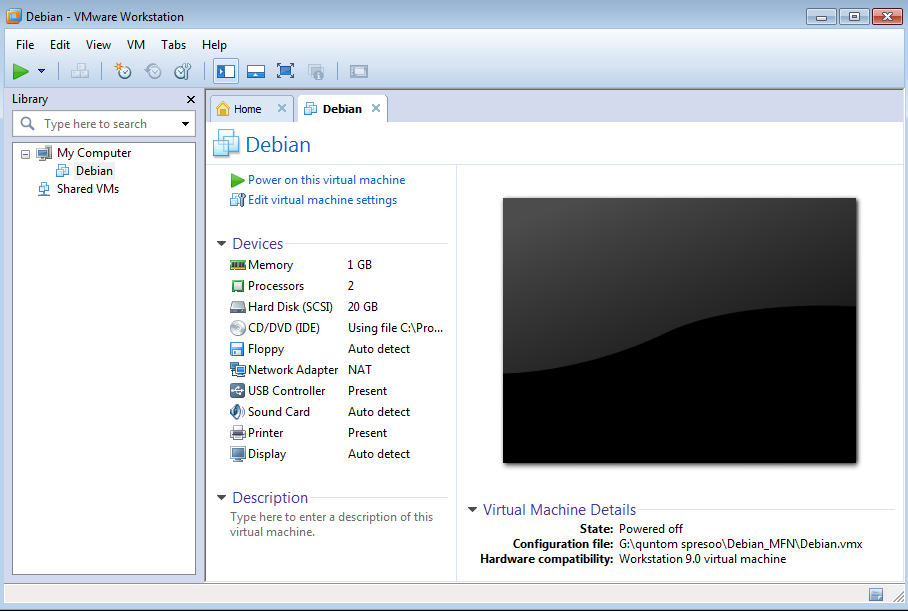 Debian - VMware Workstation
File Edit View VM Tabs Help
Library
Type here to search
My Computer
Debian
Shared VMs
Home
Debian
Debian
Power on this virtual machine
Edit virtual machine settings
Devices
Memory 1 GB
Processors 2
Hard Disk (SCSI) 20 GB
CD/DVD (IDE) Using file C:\Pro...
Floppy Auto detect
Network Adapter NAT
USB Controller Present
Sound Card Auto detect
Printer Present
Display Auto detect
Description
Type here to enter a description of this
virtual machine.
Virtual Machine Details
State: Powered off
Configuration file: G:\quntom spresoo\Debian_MFN\Debian.vmx
Hardware compatibility: Workstation 9.0 virtual machine